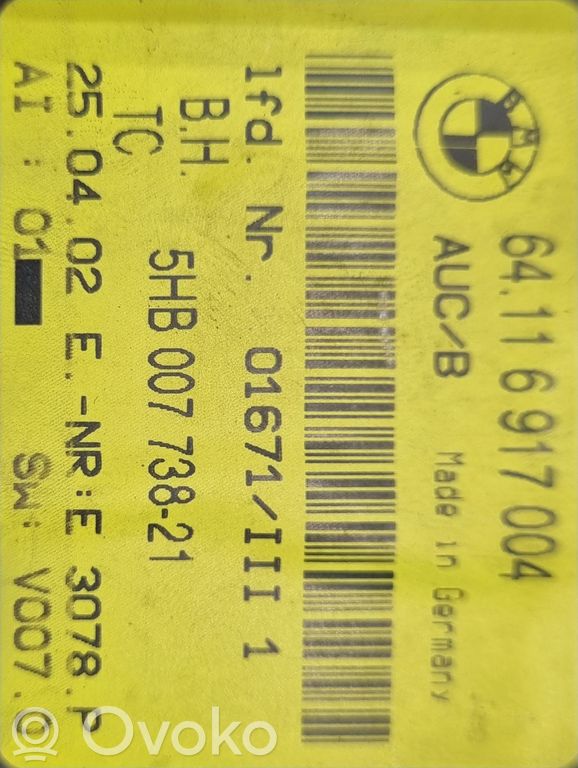 BMW
64.11 6 917 004
AUC/B Made in Germany
lfd. Nr. 01671/III 1
B.H. 5HB 007 738-21
TC
25.04.02 E.-NR:E 3078.P
AI : 01 SW: V007.0
Ovoko